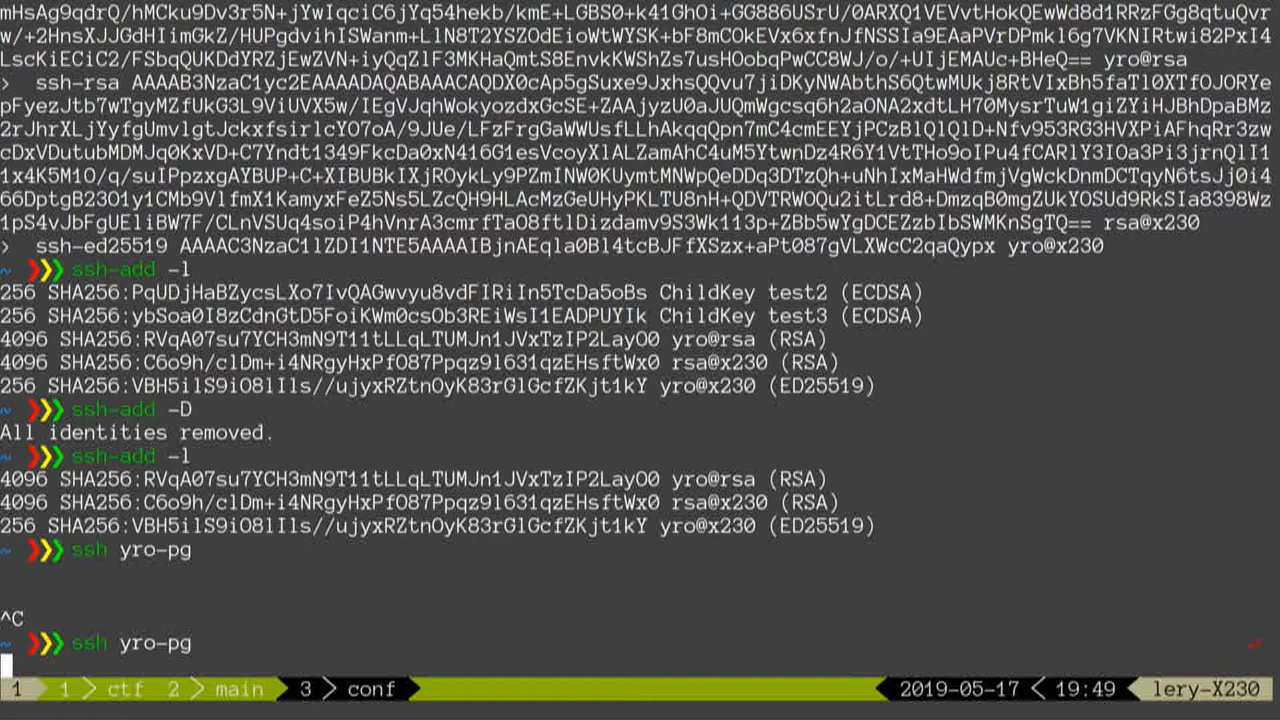 mHsAg9qdrQ/hMCku9Dv3r5N+jYwIqciC6jYq54hekb/kmE+LGBS0+k41GhOi+GG886USrU/0ARXQ1VEVvtHokQEwWd8d1RRzFGg8qtuQvr
w/+2HnsXJJGdHIimGkZ/HUPgdvihISWanm+LlN8T2YSZOdEioWtWYSK+bF8mCOkEVx6xfnJfNSSIa9EAaPVrDPmkl6g7VKNIRtwi82PxI4
LscKiECiC2/FSbqQUKDdYRZjEwZVN+iyQqZlF3MKHaQmtS8EnvkKWShZs7usHOobqPwCC8WJ/o/+UIjEMAUc+BHeQ== yro@rsa
>  ssh-rsa AAAAB3NzaC1yc2EAAAADAQABAAACAQDX0cAp5gSuxe9JxhsQQvu7jiDKyNWAbthS6QtwMUkj8RtVIxBh5faTl0XTfOJORYe
pFyezJtb7wTgyMZfUkG3L9ViUVX5w/IEgVJqhWokyozdxGcSE+ZAAjyzU0aJUQmWgcsq6h2aONA2xdtLH70MysrTuW1giZYiHJBhDpaBMz
2rJhrXLjYyfgUmvlgtJckxfsirlcYO7oA/9JUe/LFzFrgGaWWUsfLLhAkqqQpn7mC4cmEEYjPCzBlQlQlD+Nfv953RG3HVXPiAFhqRr3zw
cDxVDutubMDMJq0KxVD+C7Yndt1349FkcDa0xN416G1esVcoyXlALZamAhC4uM5YtwnDz4R6Y1VtTHo9oIPu4fCARlY3IOa3Pi3jrnQlI1
1x4K5M1O/q/suIPpzxgAYBUP+C+XIBUBkIXjROykLy9PZmINW0KUymtMNWpQeDDq3DTzQh+uNhIxMaHWdfmjVgWckDnmDCTqyN6tsJj0i4
66DptgB23O1y1CMb9VlfmX1KamyxFeZ5Ns5LZcQH9HLAcMzGeUHyPKLTU8nH+QDVTRWOQu2itLrd8+DmzqB0mgZUkYOSUd9RkSIa8398Wz
1pS4vJbFgUEliBW7F/CLnVSUq4soiP4hVnrA3cmrfTaO8ftlDizdamv9S3Wk113p+ZBb5wYgDCEZzbIbSWMKnSgTQ== rsa@x230
>  ssh-ed25519 AAAAC3NzaC1lZDI1NTE5AAAAIBjnAEqla0Bl4tcBJFfXSzx+aPt087gVLXWcC2qaQypx yro@x230
~ ❯❯❯ ssh-add -l
256 SHA256:PqUDjHaBZycsLXo7IvQAGwvyu8vdFIRiIn5TcDa5oBs ChildKey test2 (ECDSA)
256 SHA256:ybSoa0I8zCdnGtD5FoiKWm0csOb3REiWsI1EADPUYIk ChildKey test3 (ECDSA)
4096 SHA256:RVqA07su7YCH3mN9T11tLLqLTUMJn1JVxTzIP2LayO0 yro@rsa (RSA)
4096 SHA256:C6o9h/clDm+i4NRgyHxPfO87Ppqz9l631qzEHsftWx0 rsa@x230 (RSA)
256 SHA256:VBH5ilS9iO8lIls//ujyxRZtnOyK83rGlGcfZKjt1kY yro@x230 (ED25519)
~ ❯❯❯ ssh-add -D
All identities removed.
~ ❯❯❯ ssh-add -l
4096 SHA256:RVqA07su7YCH3mN9T11tLLqLTUMJn1JVxTzIP2LayO0 yro@rsa (RSA)
4096 SHA256:C6o9h/clDm+i4NRgyHxPfO87Ppqz9l631qzEHsftWx0 rsa@x230 (RSA)
256 SHA256:VBH5ilS9iO8lIls//ujyxRZtnOyK83rGlGcfZKjt1kY yro@x230 (ED25519)
~ ❯❯❯ ssh yro-pg
^C
~ ❯❯❯ ssh yro-pg ↵
1 1 > ctf 2 > main 3 > conf 2019-05-17 < 19:49 lery-X230